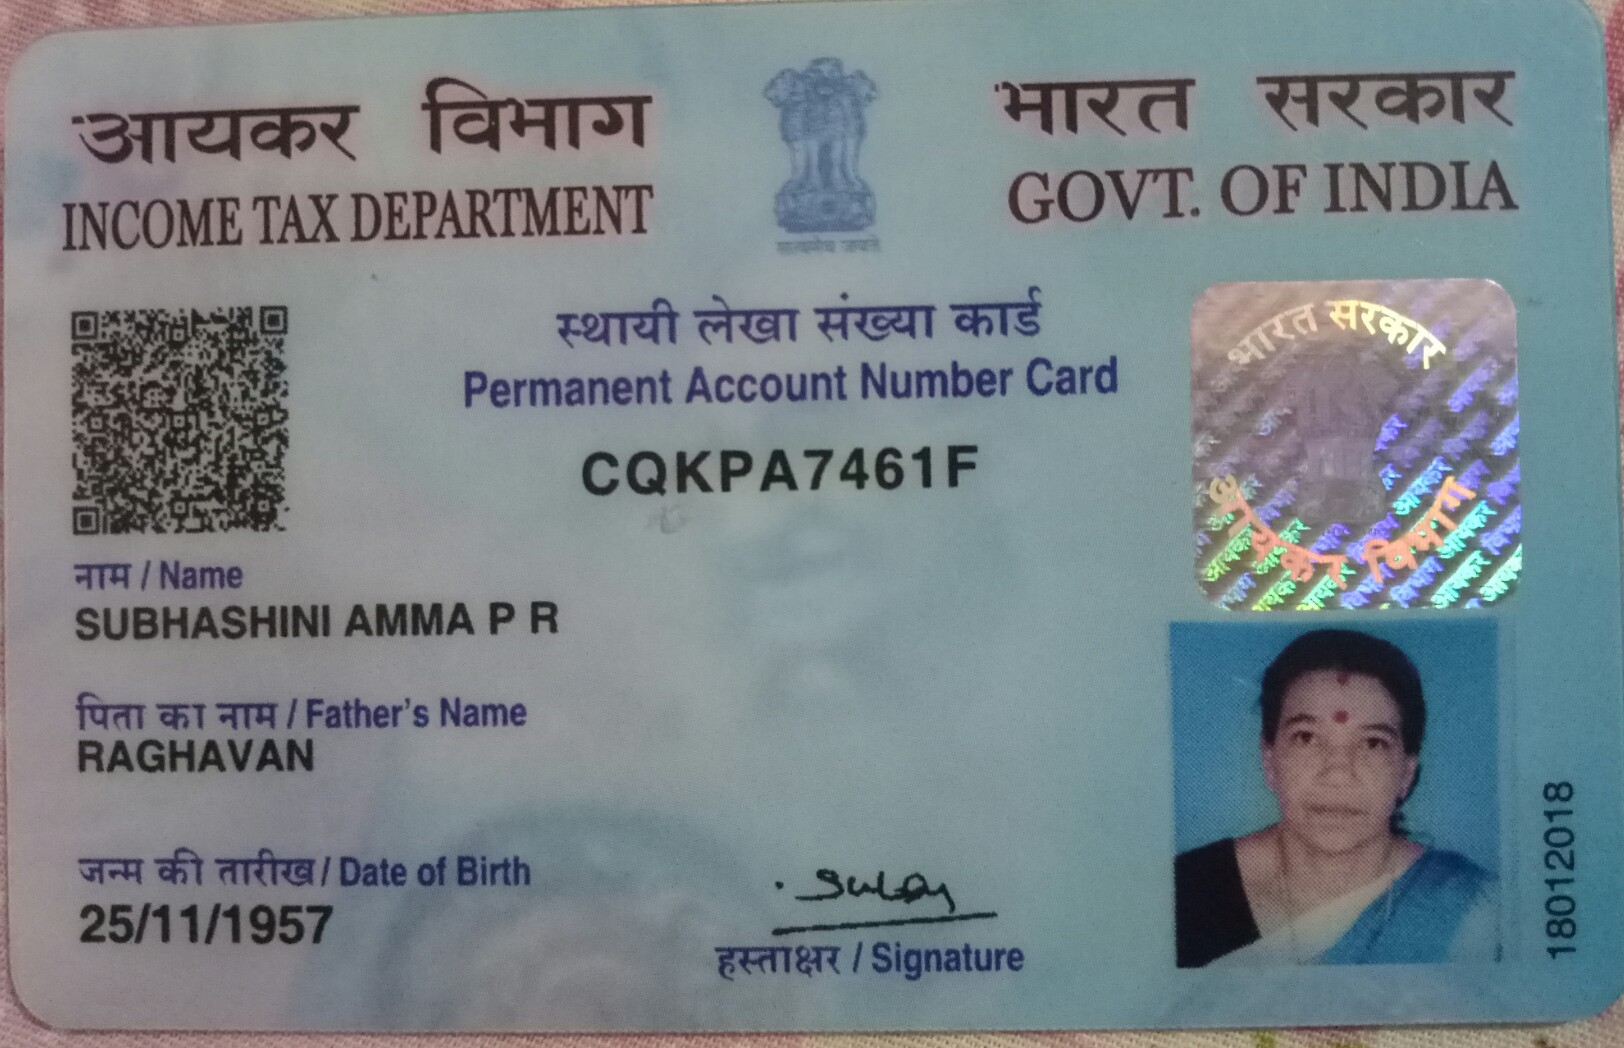 आयकर विभाग
INCOME TAX DEPARTMENT
सत्यमेव जयते
भारत सरकार
GOVT. OF INDIA
स्थायी लेखा संख्या कार्ड
Permanent Account Number Card
CQKPA7461F
भारत सरकार
आयकर विभाग
नाम / Name
SUBHASHINI AMMA P R
पिता का नाम / Father's Name
RAGHAVAN
जन्म की तारीख / Date of Birth
25/11/1957
हस्ताक्षर / Signature
18012018